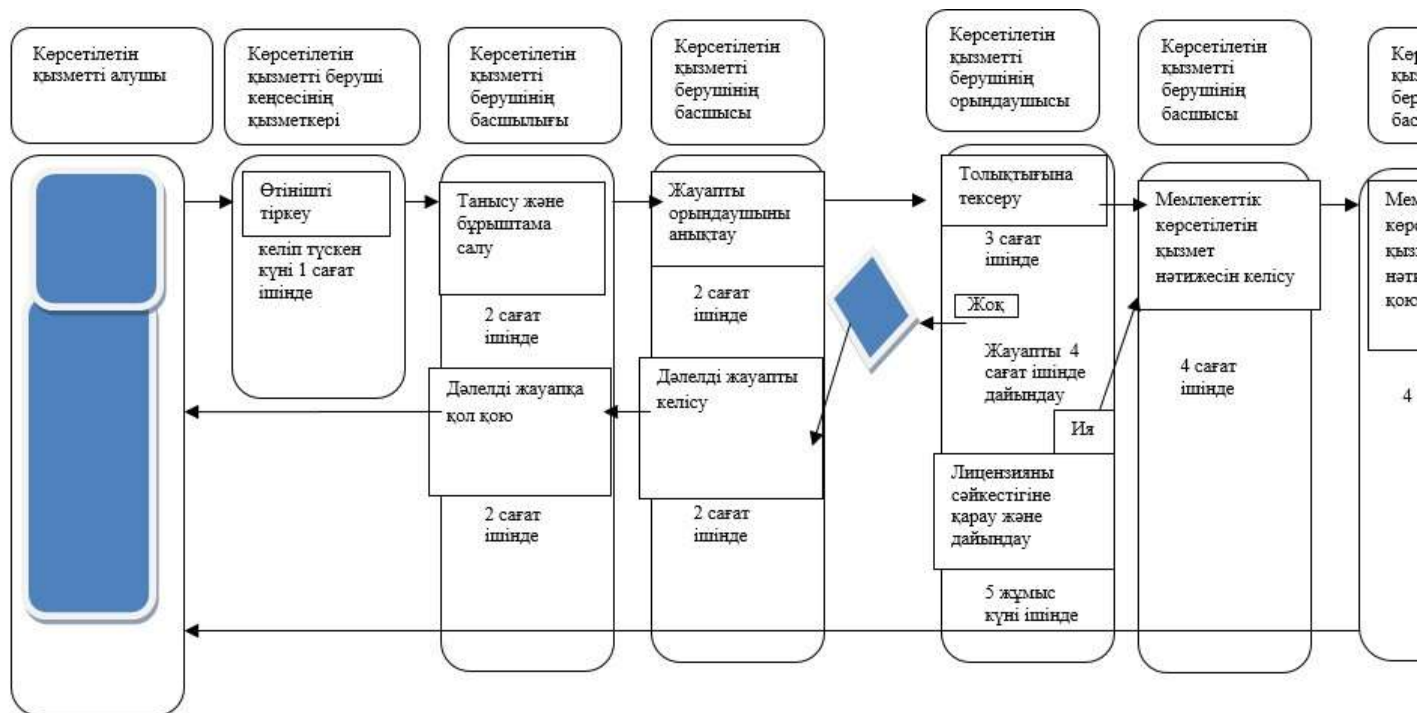 Көрсетілетін
қызметті алушы
Көрсетілетін
қызметті беруші
кеңсесінің
қызметкері
Көрсетілетін
қызметті
берушінің
басшылығы
Көрсетілетін
қызметті
берушінің
басшысы
Көрсетілетін
қызметті
берушінің
орындаушысы
Көрсетілетін
қызметті
берушінің
басшысы
Өтінішті
тіркеу
келіп түскен
күні 1 сағат
ішінде
Танысу және
бұрыштама
салу
2 сағат
ішінде
Дәлелді жауапқа
қол қою
2 сағат
ішінде
Жауапты
орындаушыны
анықтау
2 сағат
ішінде
Дәлелді жауапты
келісу
2 сағат
ішінде
Толықтығына
тексеру
3 сағат
ішінде
Жоқ
Жауапты 4
сағат ішінде
дайындау
Ия
Лицензияны
сәйкестігіне
қарау және
дайындау
5 жұмыс
күні ішінде
Мемлекеттік
көрсетілетін
қызмет
нәтижесін келісу
4 сағат
ішінде
4